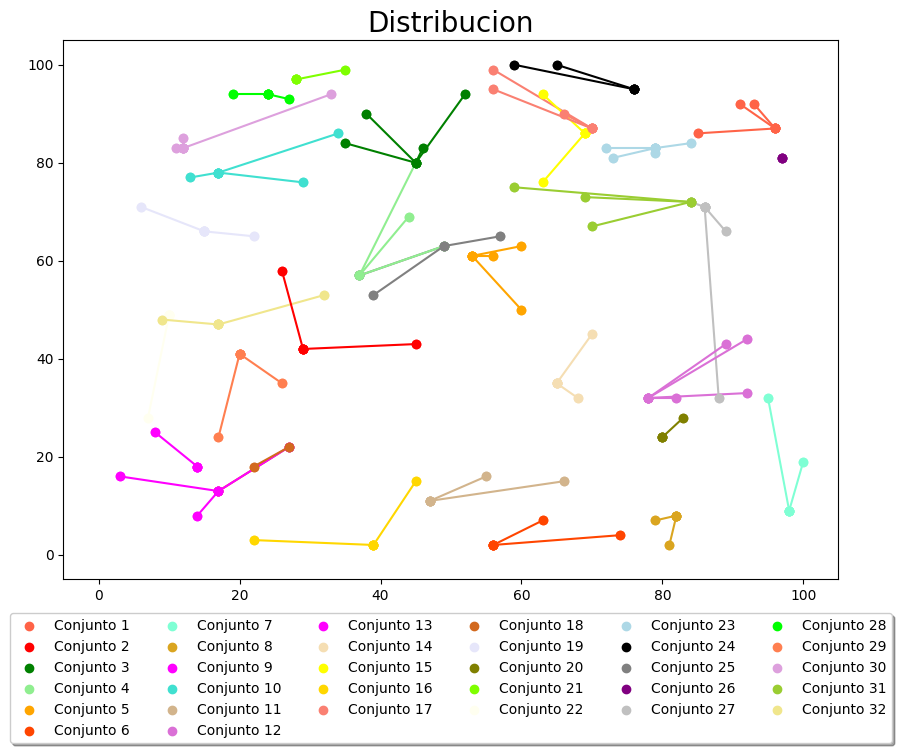 Distribucion
100
80
60
40
20
0
0 20 40 60 80 100
Conjunto 1 Conjunto 7 Conjunto 13 Conjunto 18 Conjunto 23 Conjunto 28
Conjunto 2 Conjunto 8 Conjunto 14 Conjunto 19 Conjunto 24 Conjunto 29
Conjunto 3 Conjunto 9 Conjunto 15 Conjunto 20 Conjunto 25 Conjunto 30
Conjunto 4 Conjunto 10 Conjunto 16 Conjunto 21 Conjunto 26 Conjunto 31
Conjunto 5 Conjunto 11 Conjunto 17 Conjunto 22 Conjunto 27 Conjunto 32
Conjunto 6 Conjunto 12